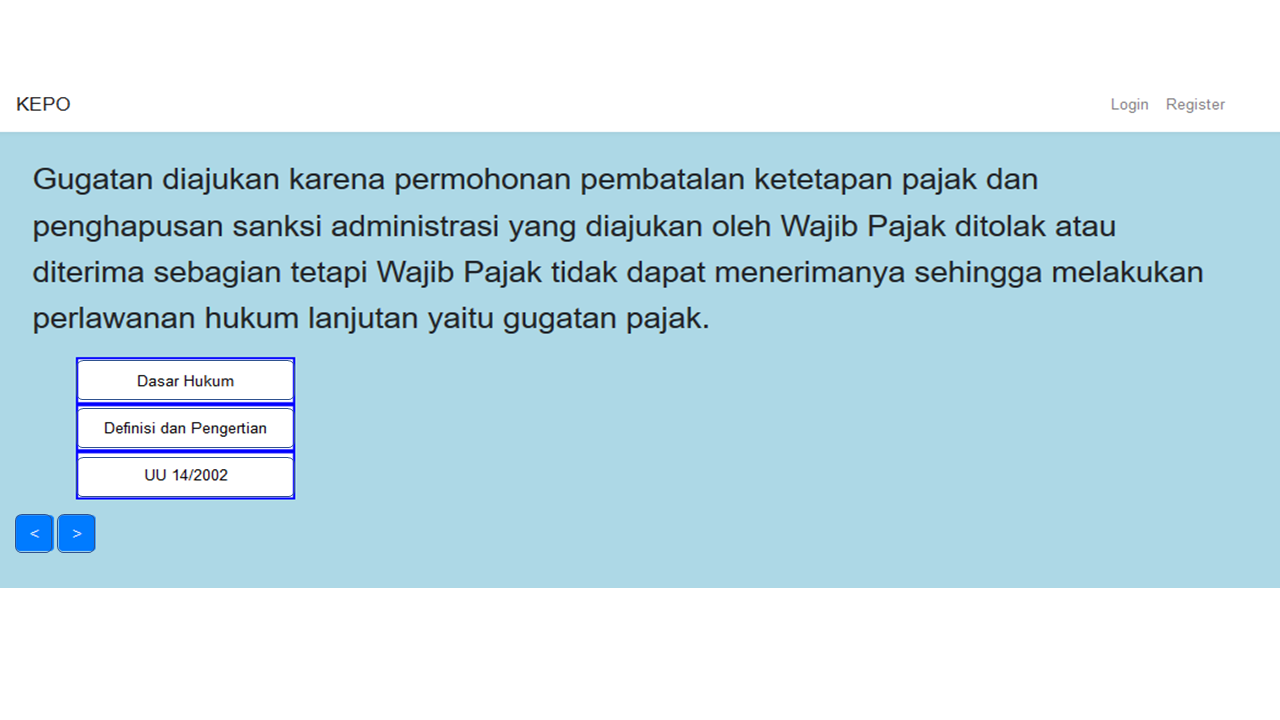 KEPO
Login Register
Gugatan diajukan karena permohonan pembatalan ketetapan pajak dan
penghapusan sanksi administrasi yang diajukan oleh Wajib Pajak ditolak atau
diterima sebagian tetapi Wajib Pajak tidak dapat menerimanya sehingga melakukan
perlawanan hukum lanjutan yaitu gugatan pajak.
Dasar Hukum
Definisi dan Pengertian
UU 14/2002
< >